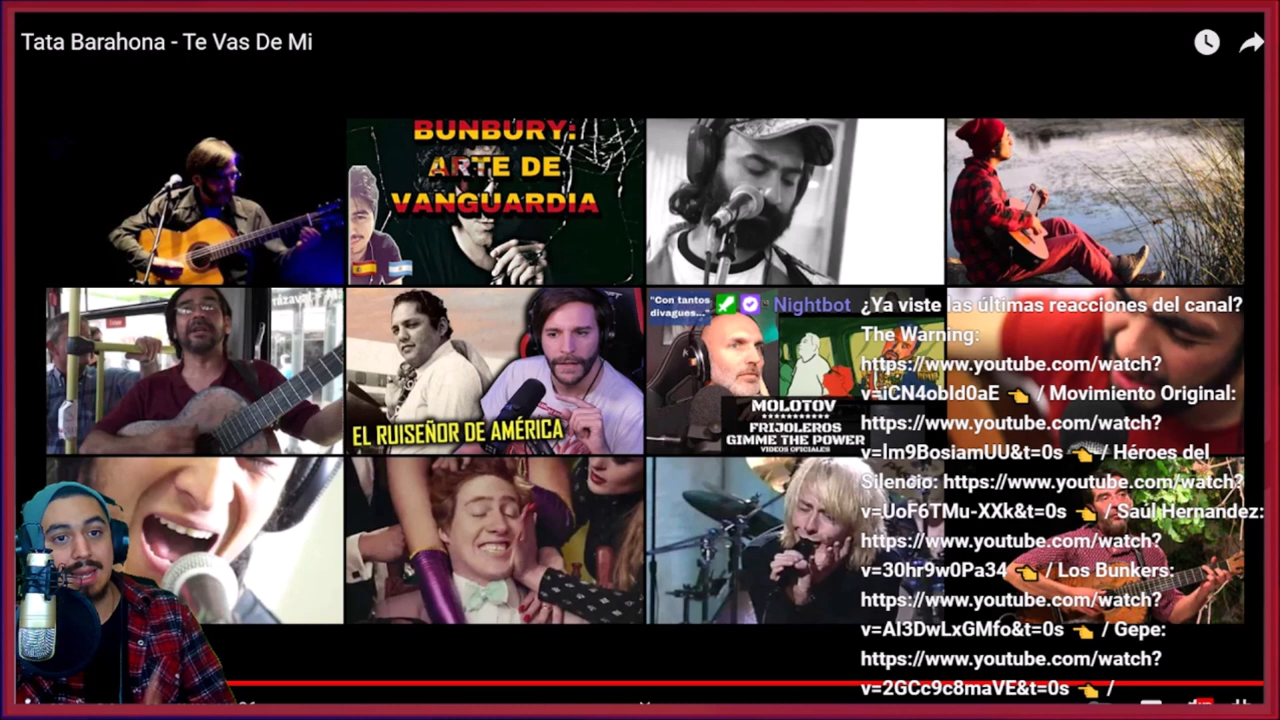 Tata Barahona - Te Vas De Mi
BUNBURY:
ARTE DE
VANGUARDIA
EL RUISEÑOR DE AMÉRICA
"Con tantos
divagues..."
MOLOTOV
FRIJOLEROS
GIMME THE POWER
VIDEOS OFICIALES
Nightbot ¿Ya viste las últimas reacciones del canal?
The Warning:
https://www.youtube.com/watch?
v=iCN4obId0aE 👈 / Movimiento Original:
https://www.youtube.com/watch?
v=lm9BosiamUU&t=0s 👈 / Héroes del
Silencio: https://www.youtube.com/watch?
v=UoF6TMu-XXk&t=0s 👈 / Saúl Hernandez:
https://www.youtube.com/watch?
v=30hr9w0Pa34 👈 / Los Bunkers:
https://www.youtube.com/watch?
v=AI3DwLxGMfo&t=0s 👈 / Gepe:
https://www.youtube.com/watch?
v=2GCc9c8maVE&t=0s 👈 /